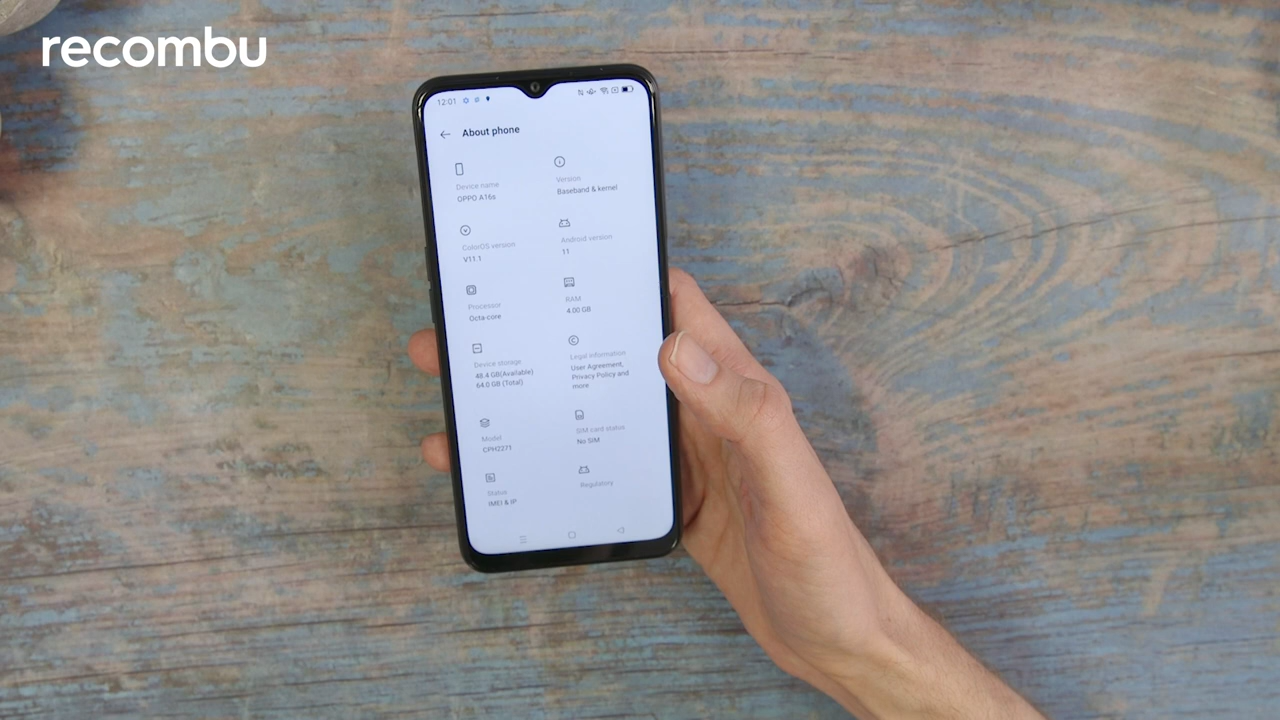 recombu
12:01
About phone
Device name
OPPO A16s
Version
Baseband & kernel
ColorOS version
V11.1
Android version
11
Processor
Octa-core
RAM
4.00 GB
Device storage
48.4 GB(Available)
64.0 GB (Total)
Legal information
User Agreement,
Privacy Policy and
more
Model
CPH2271
SIM card status
No SIM
Status
IMEI & IP
Regulatory